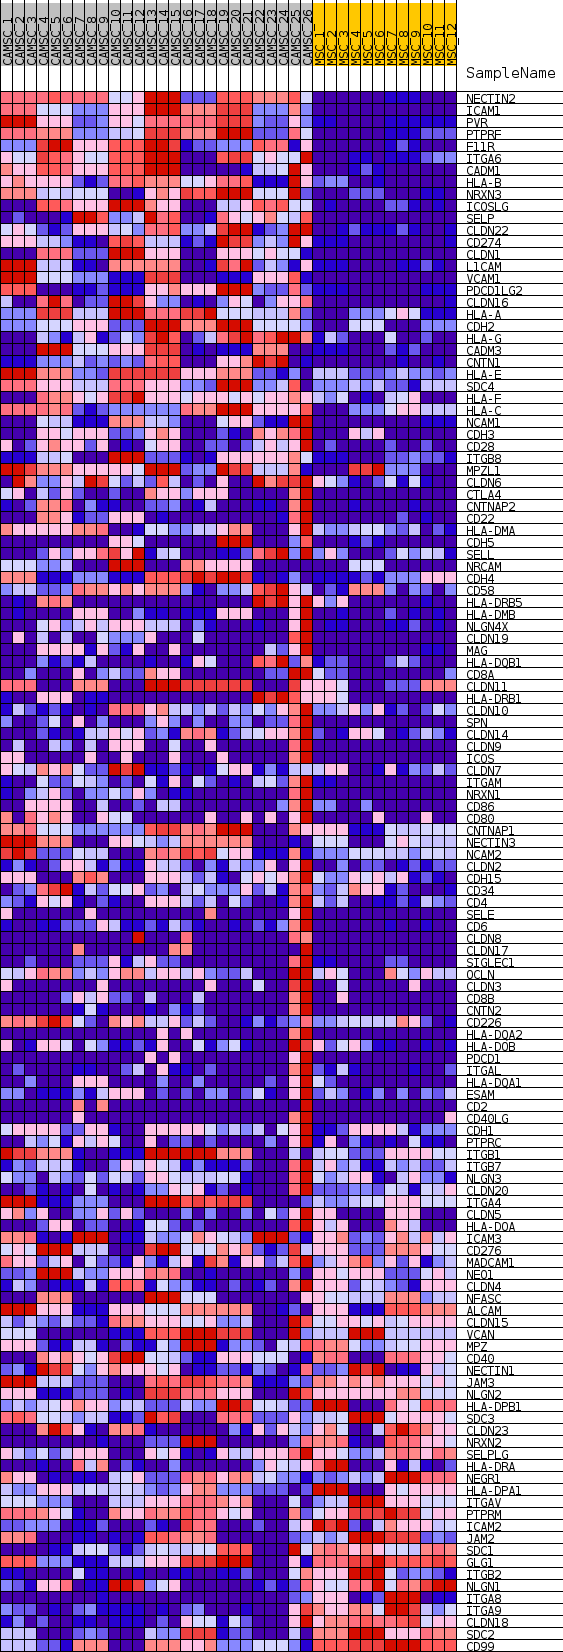 CAMSC_1
CAMSC_2
CAMSC_3
CAMSC_4
CAMSC_5
CAMSC_6
CAMSC_7
CAMSC_8
CAMSC_9
CAMSC_10
CAMSC_11
CAMSC_12
CAMSC_13
CAMSC_14
CAMSC_15
CAMSC_16
CAMSC_17
CAMSC_18
CAMSC_19
CAMSC_20
CAMSC_21
CAMSC_22
CAMSC_23
CAMSC_24
CAMSC_25
CAMSC_26
MSC_1
MSC_2
MSC_3
MSC_4
MSC_5
MSC_6
MSC_7
MSC_8
MSC_9
MSC_10
MSC_11
MSC_12
SampleName
NECTIN2
ICAM1
PVR
PTPRF
F11R
ITGA6
CADM1
HLA-B
NRXN3
ICOSLG
SELP
CLDN22
CD274
CLDN1
L1CAM
VCAM1
PDCD1LG2
CLDN16
HLA-A
CDH2
HLA-G
CADM3
CNTN1
HLA-E
SDC4
HLA-F
HLA-C
NCAM1
CDH3
CD28
ITGB8
MPZL1
CLDN6
CTLA4
CNTNAP2
CD22
HLA-DMA
CDH5
SELL
NRCAM
CDH4
CD58
HLA-DRB5
HLA-DMB
NLGN4X
CLDN19
MAG
HLA-DQB1
CD8A
CLDN11
HLA-DRB1
CLDN10
SPN
CLDN14
CLDN9
ICOS
CLDN7
ITGAM
NRXN1
CD86
CD80
CNTNAP1
NECTIN3
NCAM2
CLDN2
CDH15
CD34
CD4
SELE
CD6
CLDN8
CLDN17
SIGLEC1
OCLN
CLDN3
CD8B
CNTN2
CD226
HLA-DQA2
HLA-DOB
PDCD1
ITGAL
HLA-DQA1
ESAM
CD2
CD40LG
CDH1
PTPRC
ITGB1
ITGB7
NLGN3
CLDN20
ITGA4
CLDN5
HLA-DOA
ICAM3
CD276
MADCAM1
NEO1
CLDN4
NFASC
ALCAM
CLDN15
VCAN
MPZ
CD40
NECTIN1
JAM3
NLGN2
HLA-DPB1
SDC3
CLDN23
NRXN2
SELPLG
HLA-DRA
NEGR1
HLA-DPA1
ITGAV
PTPRM
ICAM2
JAM2
SDC1
GLG1
ITGB2
NLGN1
ITGA8
ITGA9
CLDN18
SDC2
CD99